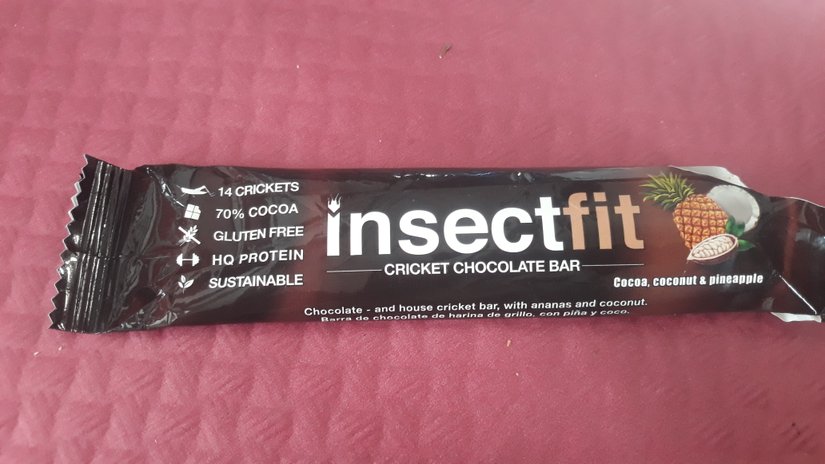 14 CRICKETS
70% COCOA
GLUTEN FREE
HQ PROTEIN
SUSTAINABLE
insectfit
CRICKET CHOCOLATE BAR
Cocoa, coconut & pineapple
Chocolate - and house cricket bar, with ananas and coconut.
Barra de chocolate de harina de grillo, con piña y coco.